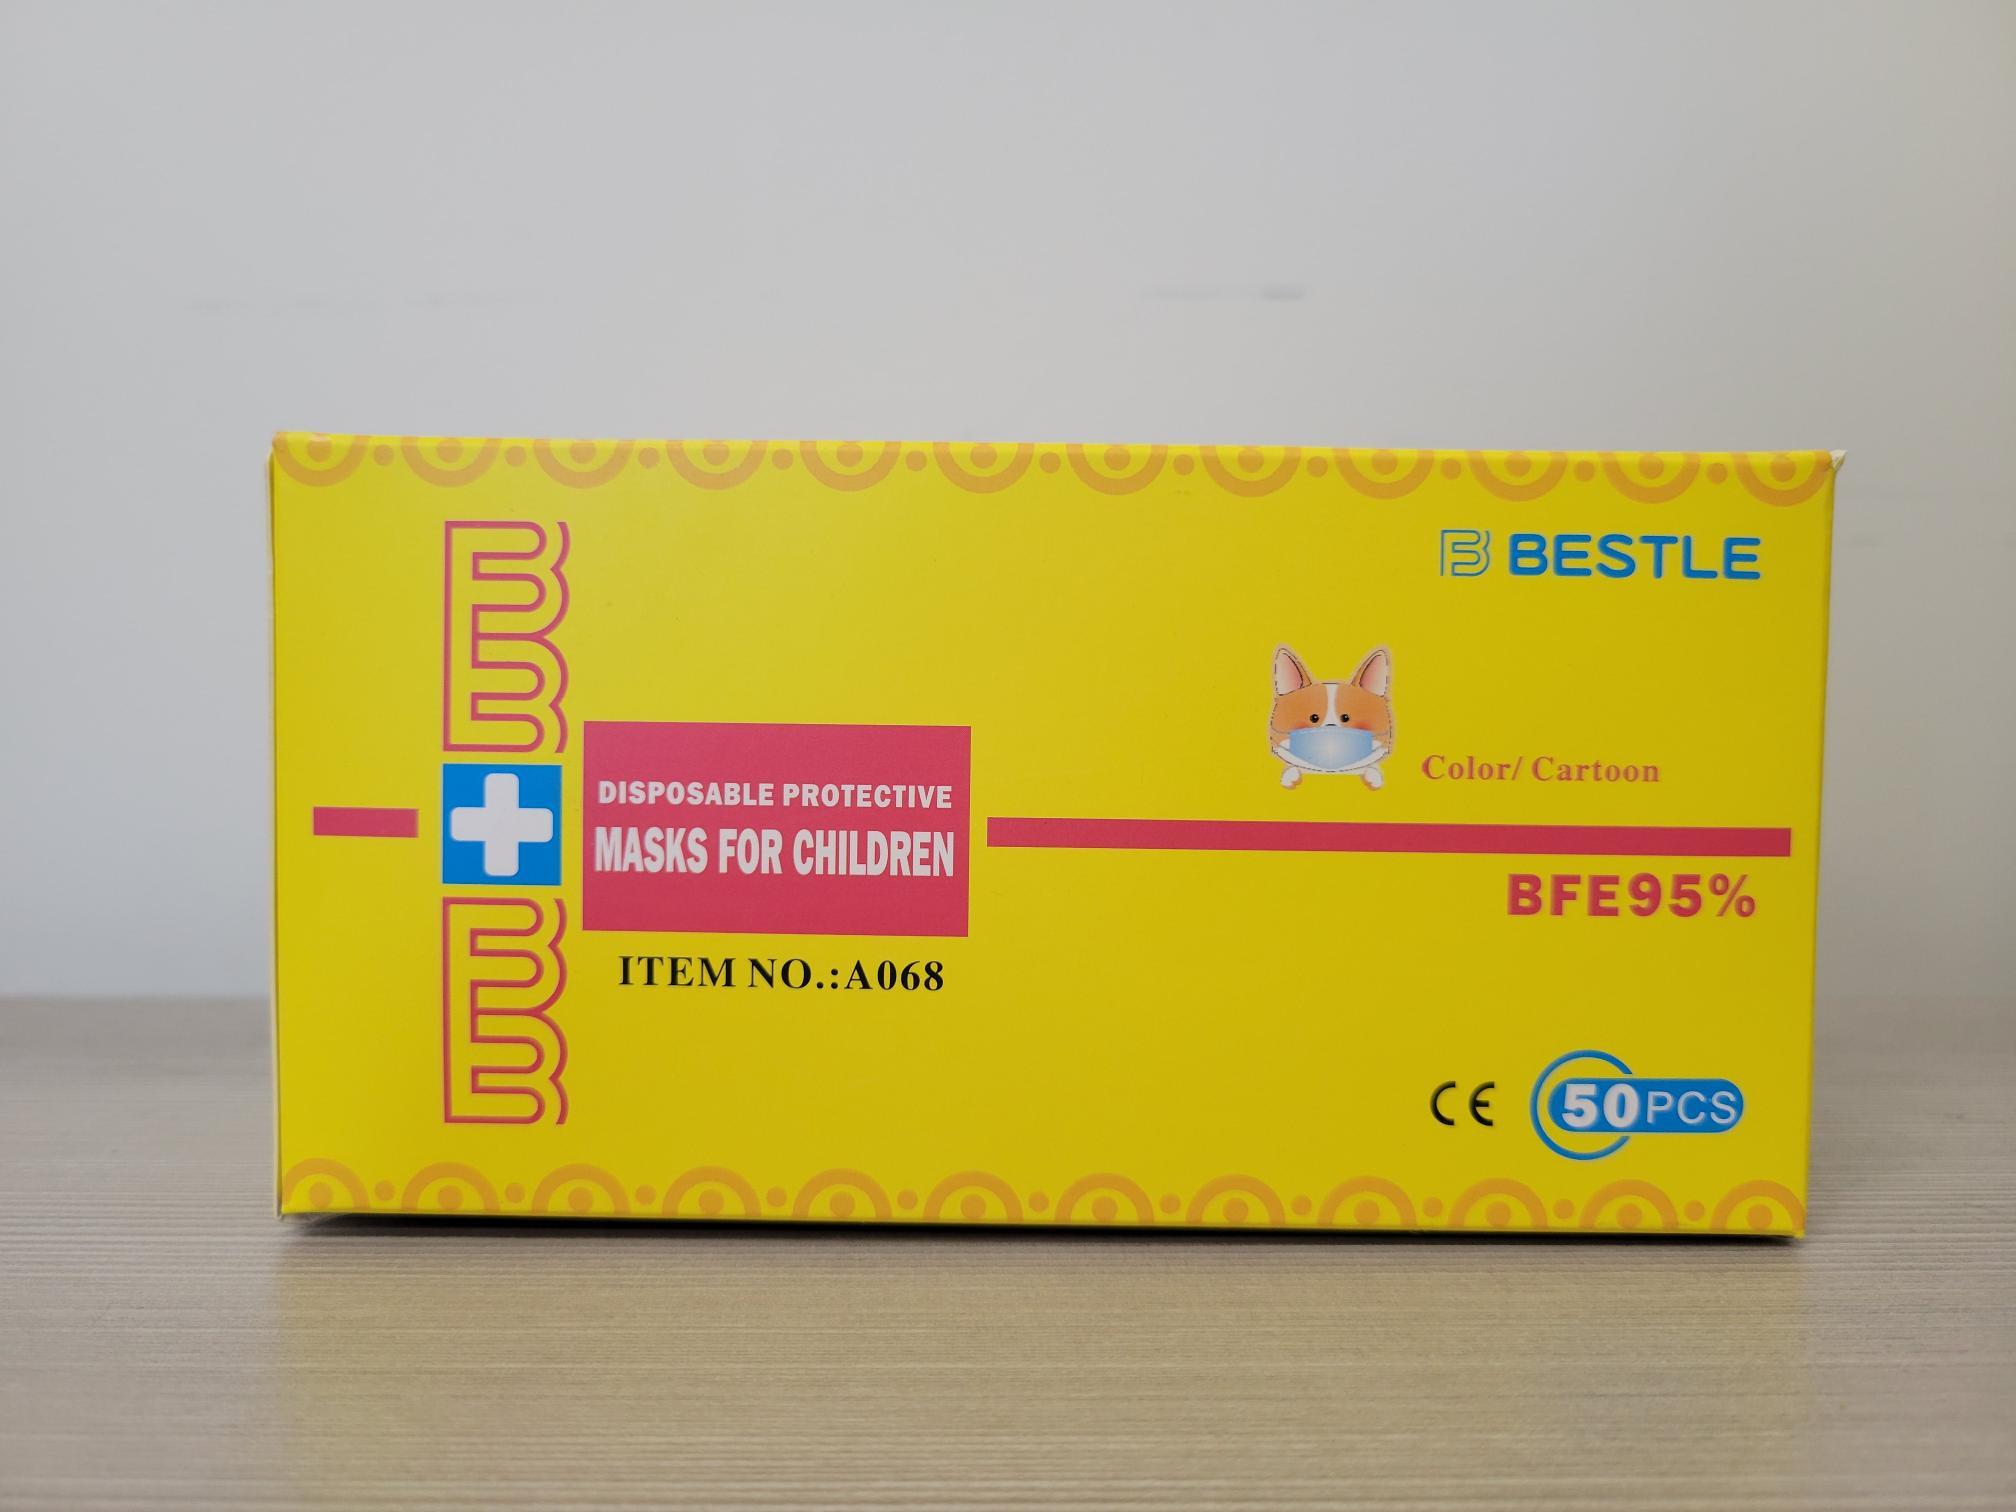 BESTLE
DISPOSABLE PROTECTIVE
MASKS FOR CHILDREN
Color/ Cartoon
BFE95%
ITEM NO.:A068
CE
50PCS